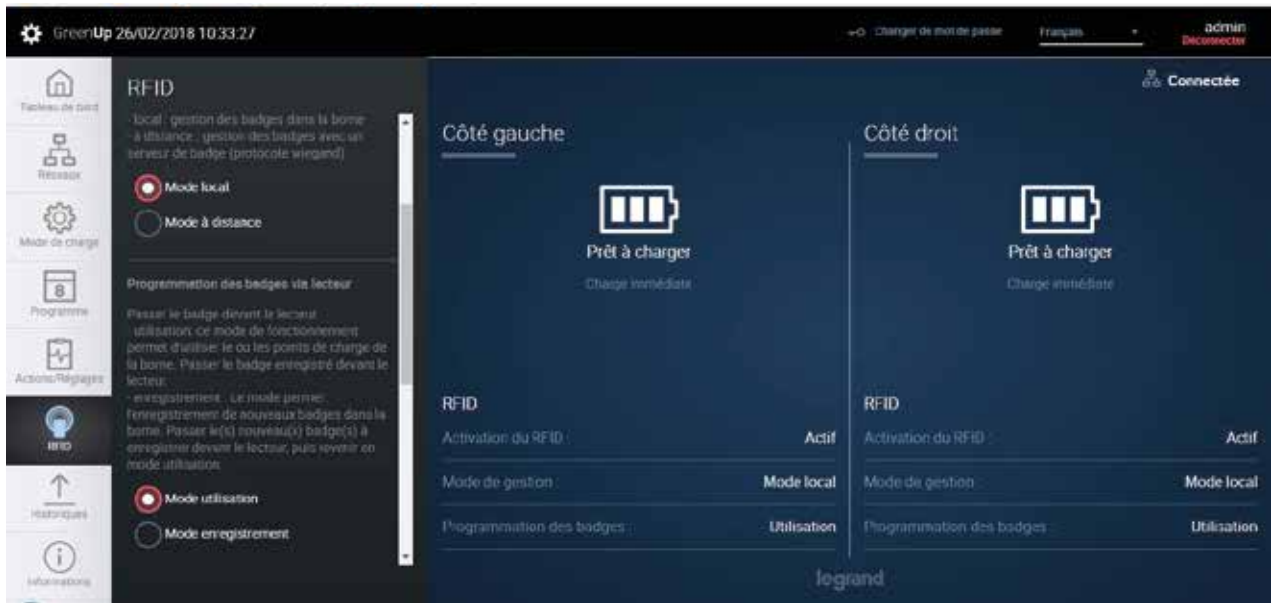 GreenUp 26/02/2018 10:33:27
Changer de mot de passe
Français
admin
Déconnecter
Tableau de bord
Réseaux
Mode de charge
8
Programme
Actions/Réglages
RFID
Historiques
Informations
RFID
- local : gestion des badges dans la borne
- à distance : gestion des badges avec un
serveur de badge (protocole wiegand)
Mode local
Mode à distance
Programmation des badges via lecteur
Passer le badge devant le lecteur
- utilisation: ce mode de fonctionnement
permet d'utiliser le ou les points de charge de
la borne. Passer le badge enregistré devant le
lecteur.
- enregistrement : Le mode permet
l'enregistrement de nouveaux badges dans la
borne. Passer le(s) nouveau(x) badge(s) à
enregistrer devant le lecteur, puis revenir en
mode utilisation
Mode utilisation
Mode enregistrement
Connectée
Côté gauche
Prêt à charger
Charge immédiate
RFID
Activation du RFID : Actif
Mode de gestion : Mode local
Programmation des badges : Utilisation
Côté droit
Prêt à charger
Charge immédiate
RFID
Activation du RFID : Actif
Mode de gestion : Mode local
Programmation des badges : Utilisation
legrand